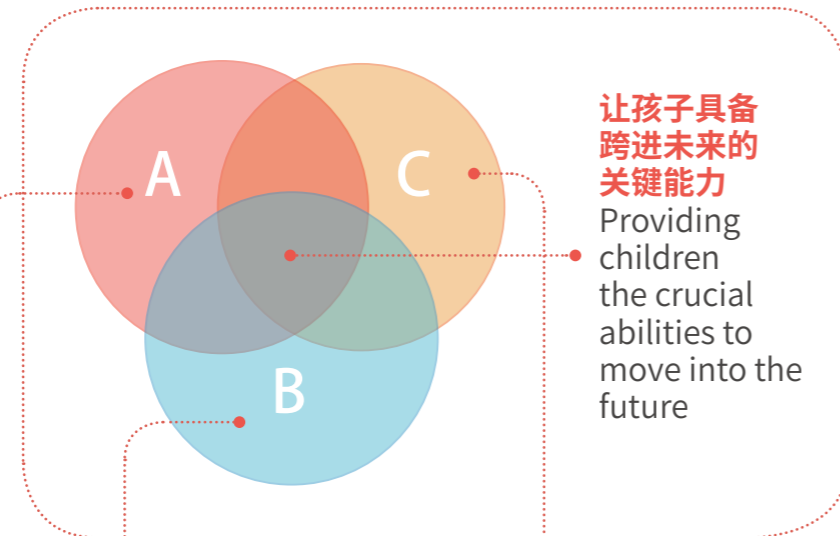 A
C
B
让孩子具备
跨进未来的
关键能力
Providing
children
the crucial
abilities to
move into the
future